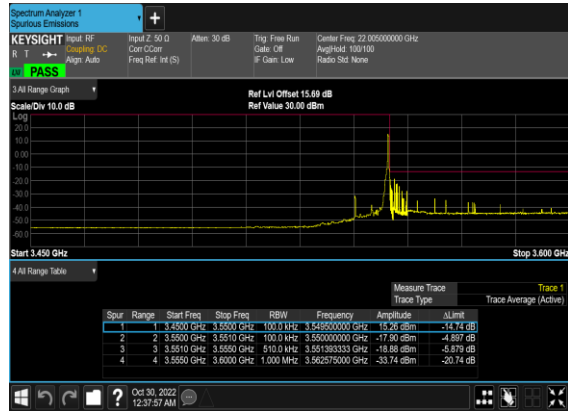 Spectrum Analyzer 1
Spurious Emissions
+
KEYSIGHT Input: RF Input Z: 50 Ω Atten: 30 dB Trig: Free Run Center Freq: 22.005000000 GHz
R T Coupling: DC Corr CCorr Gate: Off Avg|Hold: 100/100
Align: Auto Freq Ref: Int (S) IF Gain: Low Radio Std: None
PASS
3 All Range Graph Ref Lvl Offset 15.69 dB
Scale/Div 10.0 dB Ref Value 30.00 dBm
Log
20.0
10.0
0.00
-10.0
-20.0
-30.0
-40.0
-50.0
-60.0
Start 3.450 GHz Stop 3.600 GHz
4 All Range Table
Measure Trace Trace 1
Trace Type Trace Average (Active)
Spur Range Start Freq Stop Freq RBW Frequency Amplitude ΔLimit
1 1 3.4500 GHz 3.5500 GHz 100.0 kHz 3.549500000 GHz 15.26 dBm -14.74 dB
2 2 3.5500 GHz 3.5510 GHz 100.0 kHz 3.550000000 GHz -17.90 dBm -4.897 dB
3 3 3.5510 GHz 3.5550 GHz 510.0 kHz 3.551393333 GHz -18.88 dBm -5.879 dB
4 4 3.5550 GHz 3.6000 GHz 1.000 MHz 3.562575000 GHz -33.74 dBm -20.74 dB
? Oct 30, 2022
12:37:57 AM